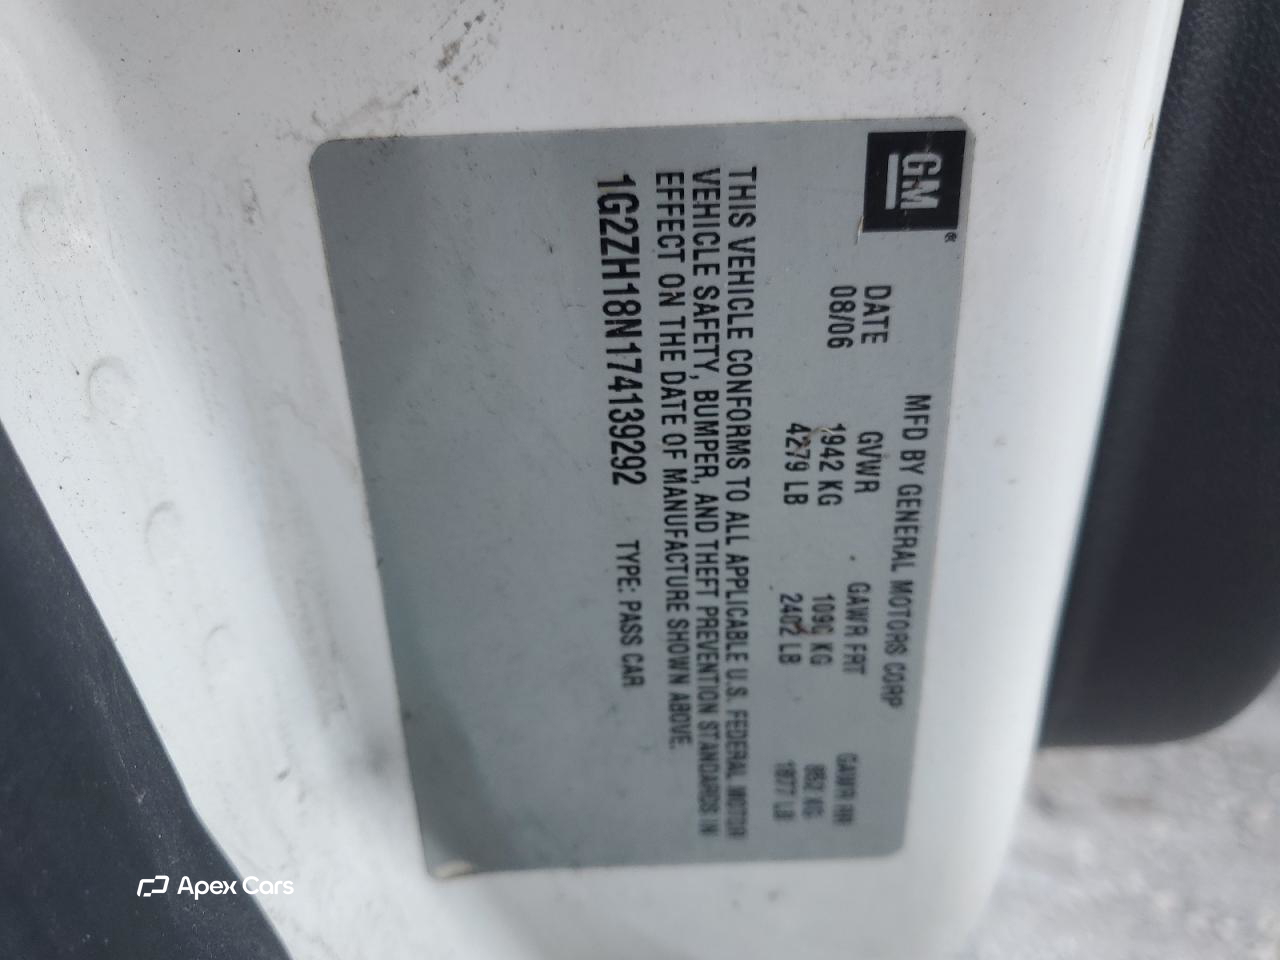 GM®
MFD BY GENERAL MOTORS CORP
DATE GVWR GAWR FRT GAWR RR
08/06 1942 KG 1090 KG 852 KG
4279 LB 2402 LB 1877 LB
THIS VEHICLE CONFORMS TO ALL APPLICABLE U.S. FEDERAL MOTOR
VEHICLE SAFETY, BUMPER, AND THEFT PREVENTION STANDARDS IN
EFFECT ON THE DATE OF MANUFACTURE SHOWN ABOVE.
1G2ZH18N174139292 TYPE: PASS CAR
Apex Cars